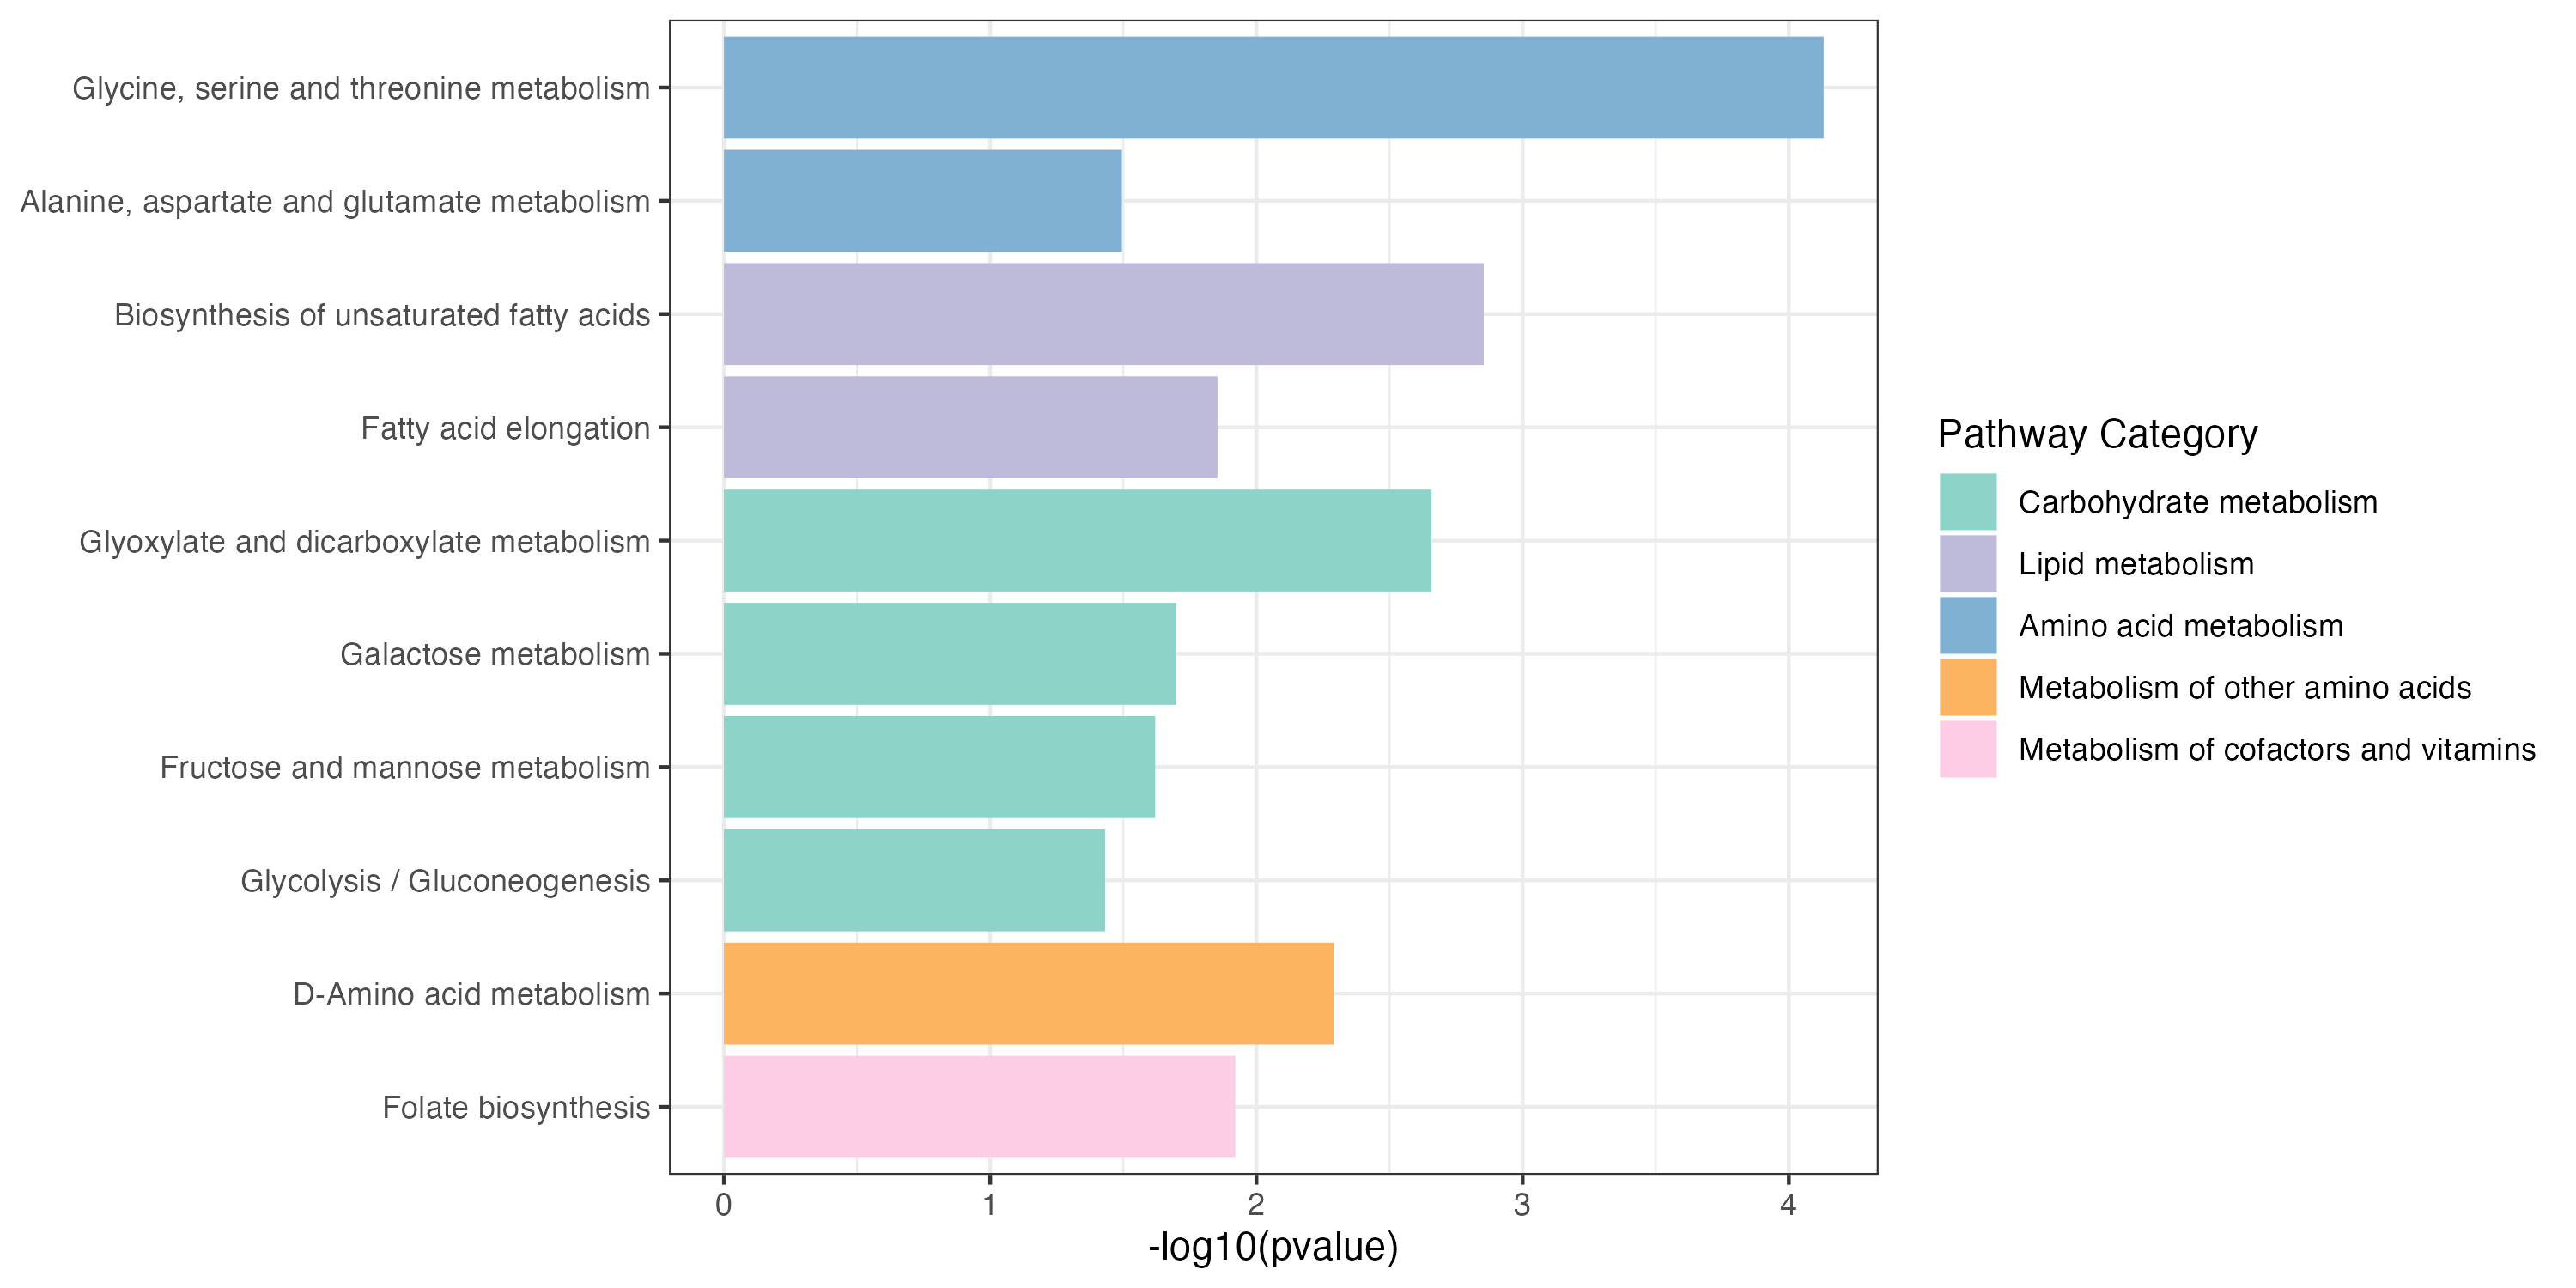 Glycine, serine and threonine metabolism
Alanine, aspartate and glutamate metabolism
Biosynthesis of unsaturated fatty acids
Fatty acid elongation
Glyoxylate and dicarboxylate metabolism
Galactose metabolism
Fructose and mannose metabolism
Glycolysis / Gluconeogenesis
D-Amino acid metabolism
Folate biosynthesis
0 1 2 3 4
-log10(pvalue)
Pathway Category
Carbohydrate metabolism
Lipid metabolism
Amino acid metabolism
Metabolism of other amino acids
Metabolism of cofactors and vitamins